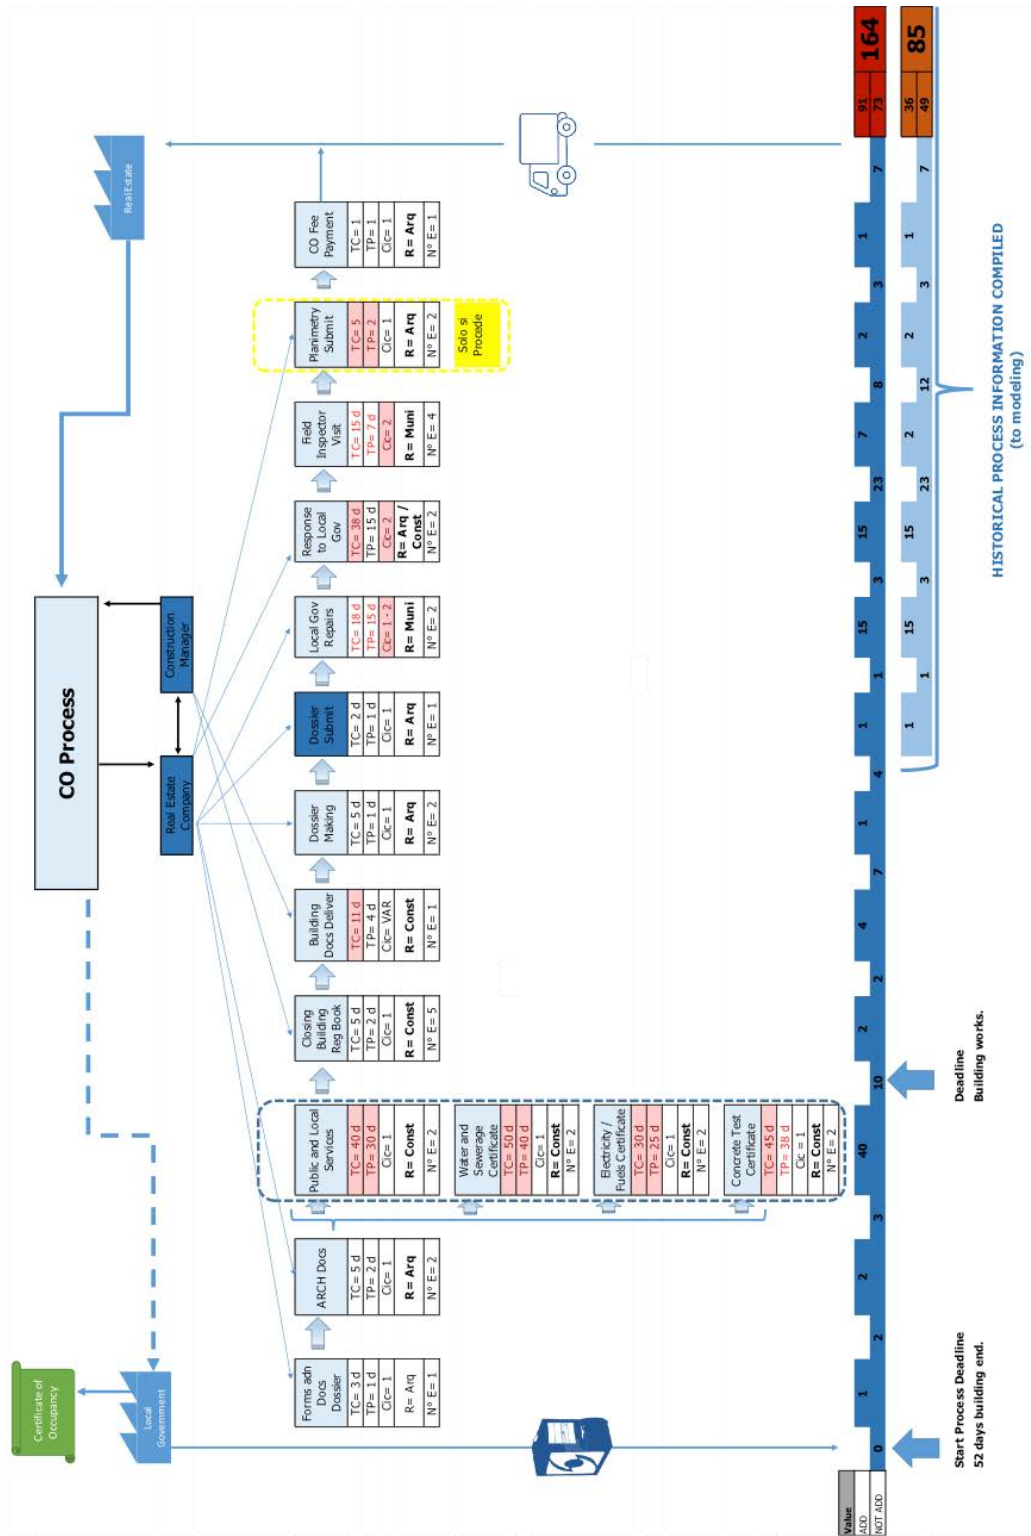 Certificate of
Occupancy
Local
Government
CO Process
Real Estate
Real Estate
Company
Construction
Manager
Forms adn
Docs
Dossier
TC= 3 d
TP= 1 d
Cic= 1
R= Arq
Nº E= 1
ARCH Docs
TC= 5 d
TP= 2 d
Cic= 1
R= Arq
Nº E= 2
Public and Local
Services
TC= 40 d
TP= 30 d
Cic= 1
R= Const
Nº E= 2
Water and
Sewerage
Certificate
TC= 50 d
TP= 40 d
Cic= 1
R= Const
Nº E= 2
Electricity /
Fuels Certificate
TC= 30 d
TP= 25 d
Cic= 1
R= Const
Nº E= 2
Concrete Test
Certificate
TC= 45 d
TP= 38 d
Cic = 1
R= Const
Nº E= 2
Closing
Building
Reg Book
TC= 5 d
TP= 2 d
Cic= 1
R= Const
Nº E= 5
Building
Docs Deliver
TC= 11 d
TP= 4 d
Cic= VAR
R= Const
Nº E= 1
Dossier
Making
TC= 5 d
TP= 1 d
Cic= 1
R= Arq
Nº E= 2
Dossier
Submit
TC= 2 d
TP= 1 d
Cic= 1
R= Arq
Nº E= 1
Local Gov
Repairs
TC= 18 d
TP= 15 d
Cic= 1 - 2
R= Muni
Nº E= 2
Response
to Local
Gov
TC= 38 d
TP= 15 d
Cic= 2
R= Arq /
Const
Nº E= 2
Field
Inspector
Visit
TC= 15 d
TP= 7 d
Cic= 2
R= Muni
Nº E= 4
Planimetry
Submit
TC= 5
TP= 2
Cic= 1
R= Arq
Nº E= 2
Solo si
Procede
CO Fee
Payment
TC= 1
TP= 1
Cic= 1
R= Arq
Nº E= 1
Value
ADD
1 2 40 2 4 1 1 15 15 7 2 1 91
NOT ADD
0 2 3 10 2 7 4 1 3 23 8 3 7 73
164
1 15 15 2 2 1 36
1 3 23 12 3 7 49
85
Start Process Deadline
52 days building end.
Deadline
Building works.
HISTORICAL PROCESS INFORMATION COMPILED
(to modeling)